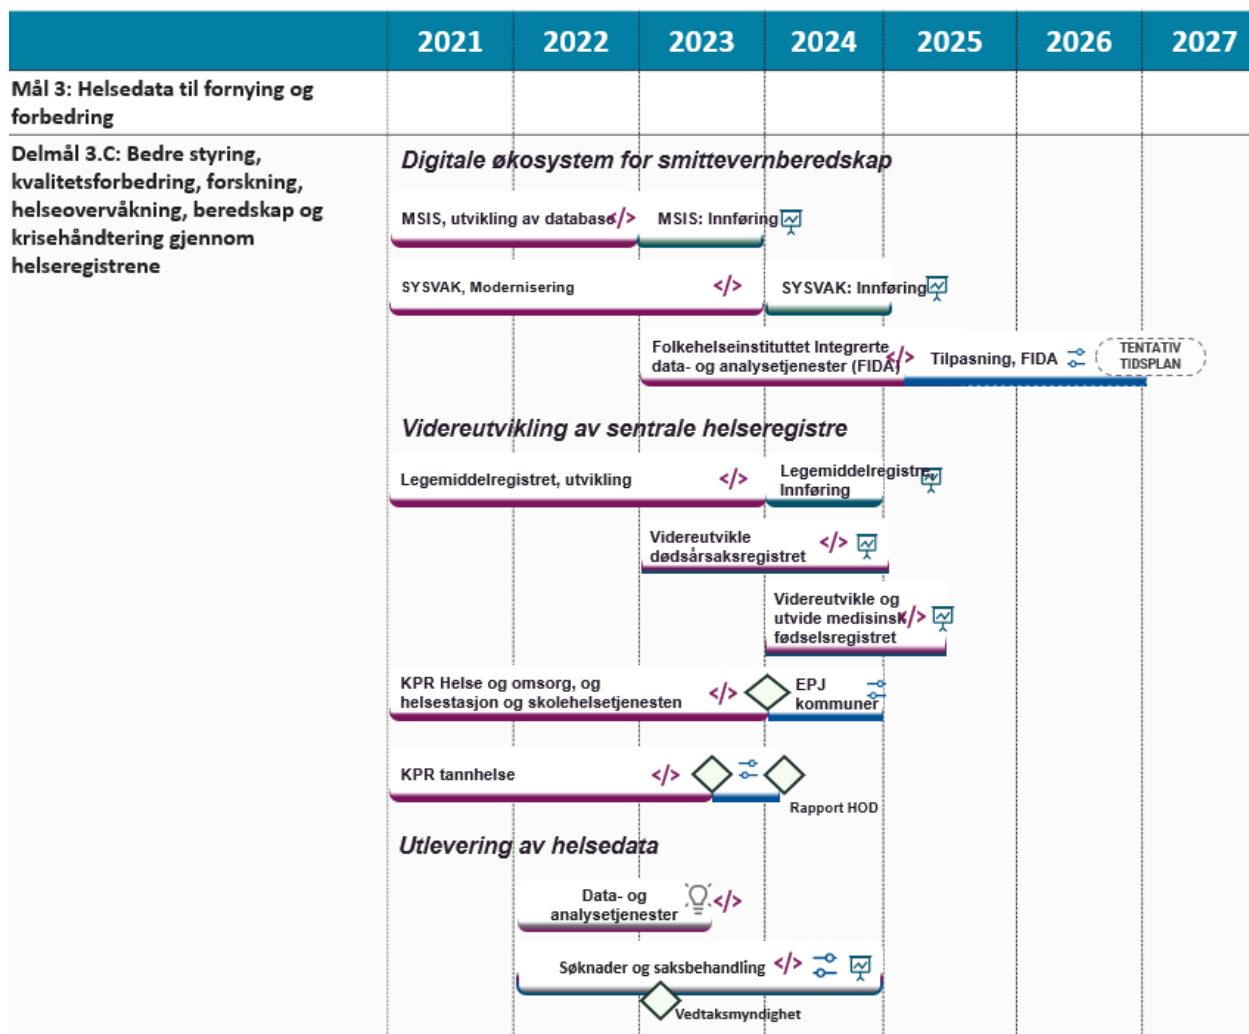 2021 2022 2023 2024 2025 2026 2027
Mål 3: Helsedata til fornying og
forbedring
Delmål 3.C: Bedre styring,
kvalitetsforbedring, forskning,
helseovervåkning, beredskap og
krisehåndtering gjennom
helseregistrene
Digitale økosystem for smittevernberedskap
MSIS, utvikling av database </> MSIS: Innføring
SYSVAK, Modernisering </> SYSVAK: Innføring
Folkehelseinstituttet Integrerte
data- og analysetjenester (FIDA) </>
Tilpasning, FIDA
TENTATIV
TIDSPLAN
Videreutvikling av sentrale helseregistre
Legemiddelregistret, utvikling </>
Legemiddelregistre,
Innføring
Videreutvikle
dødsårsaksregistret </>
Videreutvikle og
utvide medisinsk </>
fødselsregistret
KPR Helse og omsorg, og
helsestasjon og skolehelsetjenesten </>
EPJ
kommuner
KPR tannhelse </>
Rapport HOD
Utlevering av helsedata
Data- og
analysetjenester </>
Søknader og saksbehandling </>
Vedtaksmyndighet